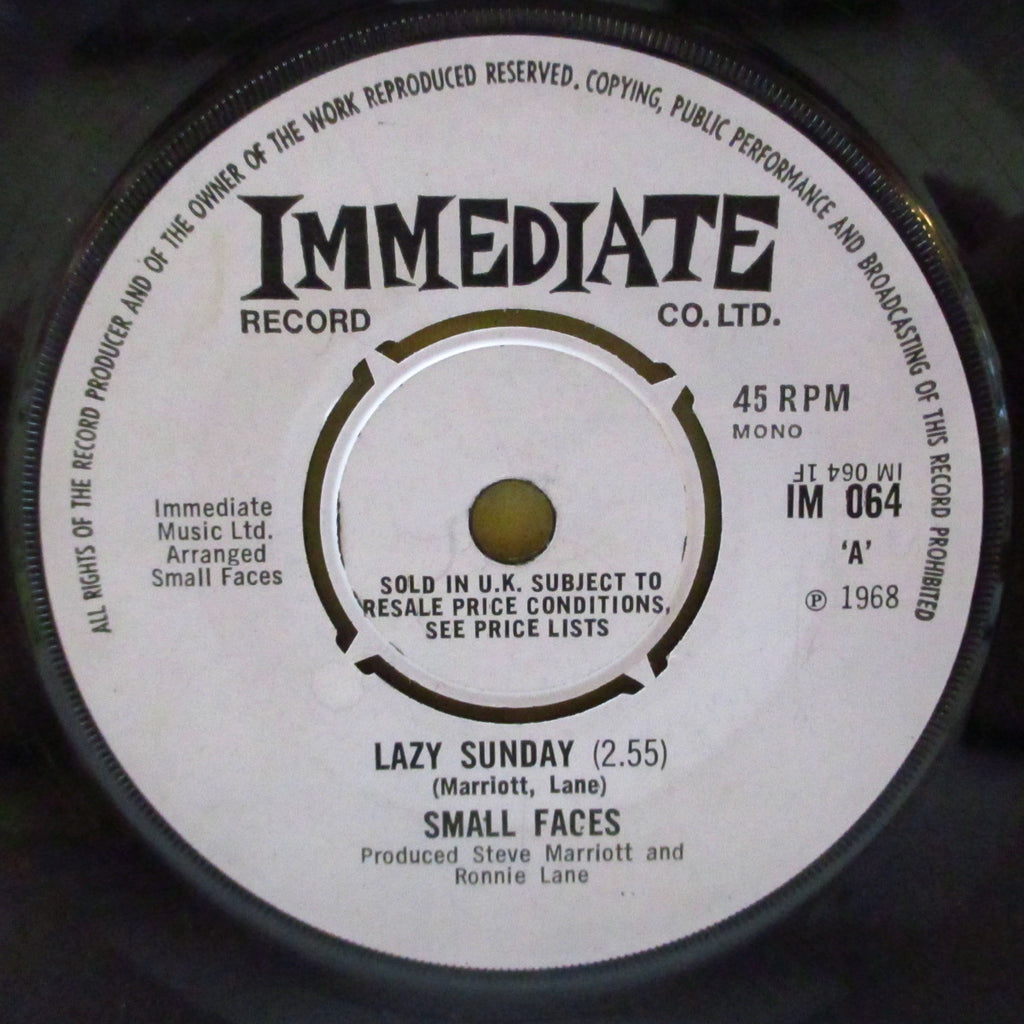 ALL RIGHTS OF THE RECORD PRODUCER AND OF THE OWNER OF THE WORK REPRODUCED RESERVED. COPYING, PUBLIC PERFORMANCE AND BROADCASTING OF THIS RECORD PROHIBITED
IMMEDIATE
RECORD CO. LTD.
45 RPM
MONO
IM 064 1F
IM 064
'A'
℗ 1968
Immediate
Music Ltd.
Arranged
Small Faces
SOLD IN U.K. SUBJECT TO
RESALE PRICE CONDITIONS,
SEE PRICE LISTS
LAZY SUNDAY (2.55)
(Marriott, Lane)
SMALL FACES
Produced Steve Marriott and
Ronnie Lane